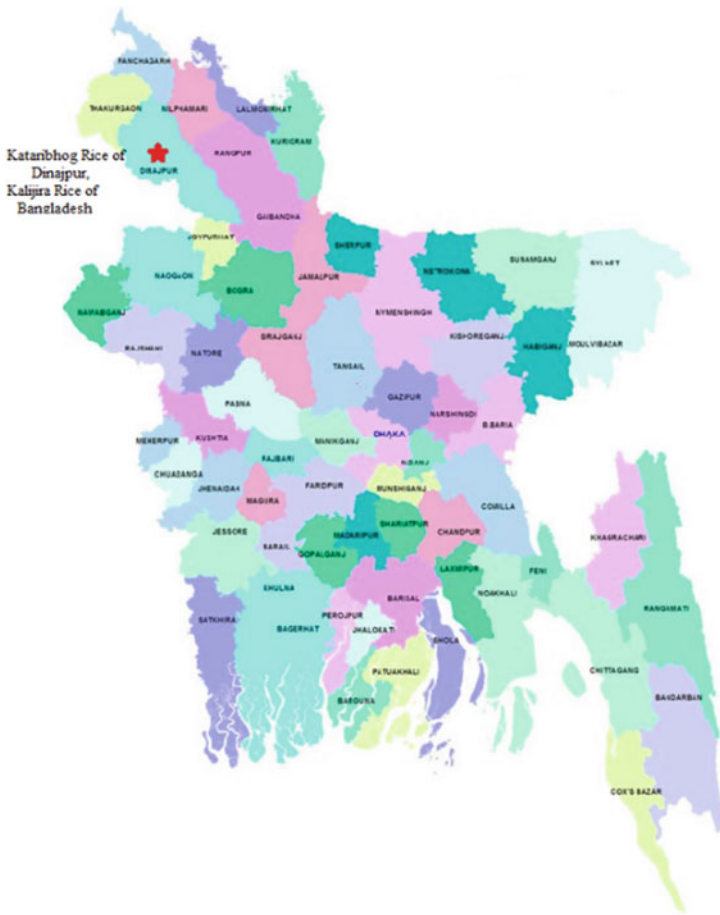 PANCHAGARH
THAKURGAON
NILPHAMARI
LALMONIRHAT
KURIGRAM
Kataribhog Rice of
Dinajpur,
Kalijira Rice of
Bangladesh
DINAJPUR
RANGPUR
GAIBANDHA
JOYPURHAT
SHERPUR
NAOGAON
BOGRA
JAMALPUR
NETROKONA
SUNAMGANJ
SYLHET
NAWABGANJ
MYMENSHINGH
RAJSHAHI
NATORE
SIRAJGANJ
TANGAIL
KISHOREGANJ
HABIGANJ
MOULVIBAZAR
PABNA
GAZIPUR
NARSHINGDI
B.BARIA
MEHERPUR
KUSHTIA
MANIKGANJ
DHAKA
CHUADANGA
RAJBARI
N.GANJ
JHENAIDAH
MAGURA
FARIDPUR
MUNSHIGANJ
COMILLA
JESSORE
NARAIL
GOPALGANJ
MADARIPUR
SHARIATPUR
CHANDPUR
KHAGRACHARI
SATKHIRA
KHULNA
BAGERHAT
PEROJPUR
JHALOKATI
BARISAL
LAXMIPUR
NOAKHALI
FENI
RANGAMATI
BHOLA
PATUAKHALI
BARGUNA
CHITTAGANG
BANDARBAN
COX'S BAZAR